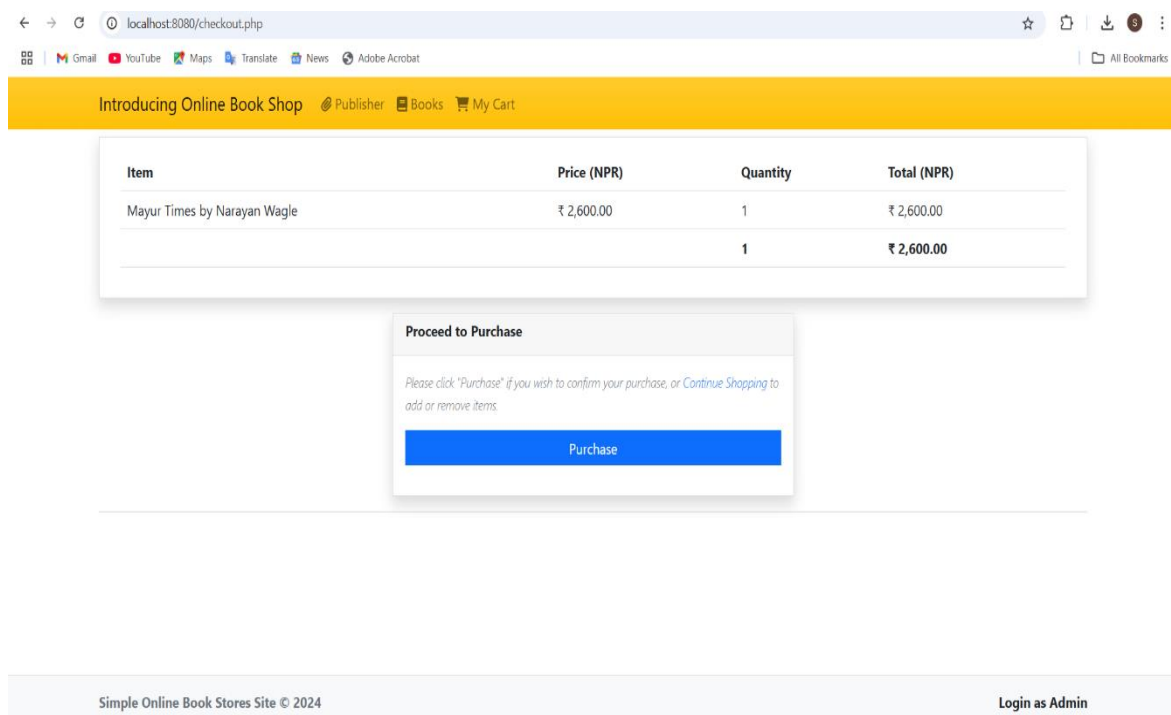 localhost:8080/checkout.php
S
Gmail YouTube Maps Translate News Adobe Acrobat All Bookmarks
Introducing Online Book Shop Publisher Books My Cart
Item Price (NPR) Quantity Total (NPR)
Mayur Times by Narayan Wagle ₹ 2,600.00 1 ₹ 2,600.00
1 ₹ 2,600.00
Proceed to Purchase
Please click "Purchase" if you wish to confirm your purchase, or Continue Shopping to
add or remove items.
Purchase
Simple Online Book Stores Site © 2024 Login as Admin